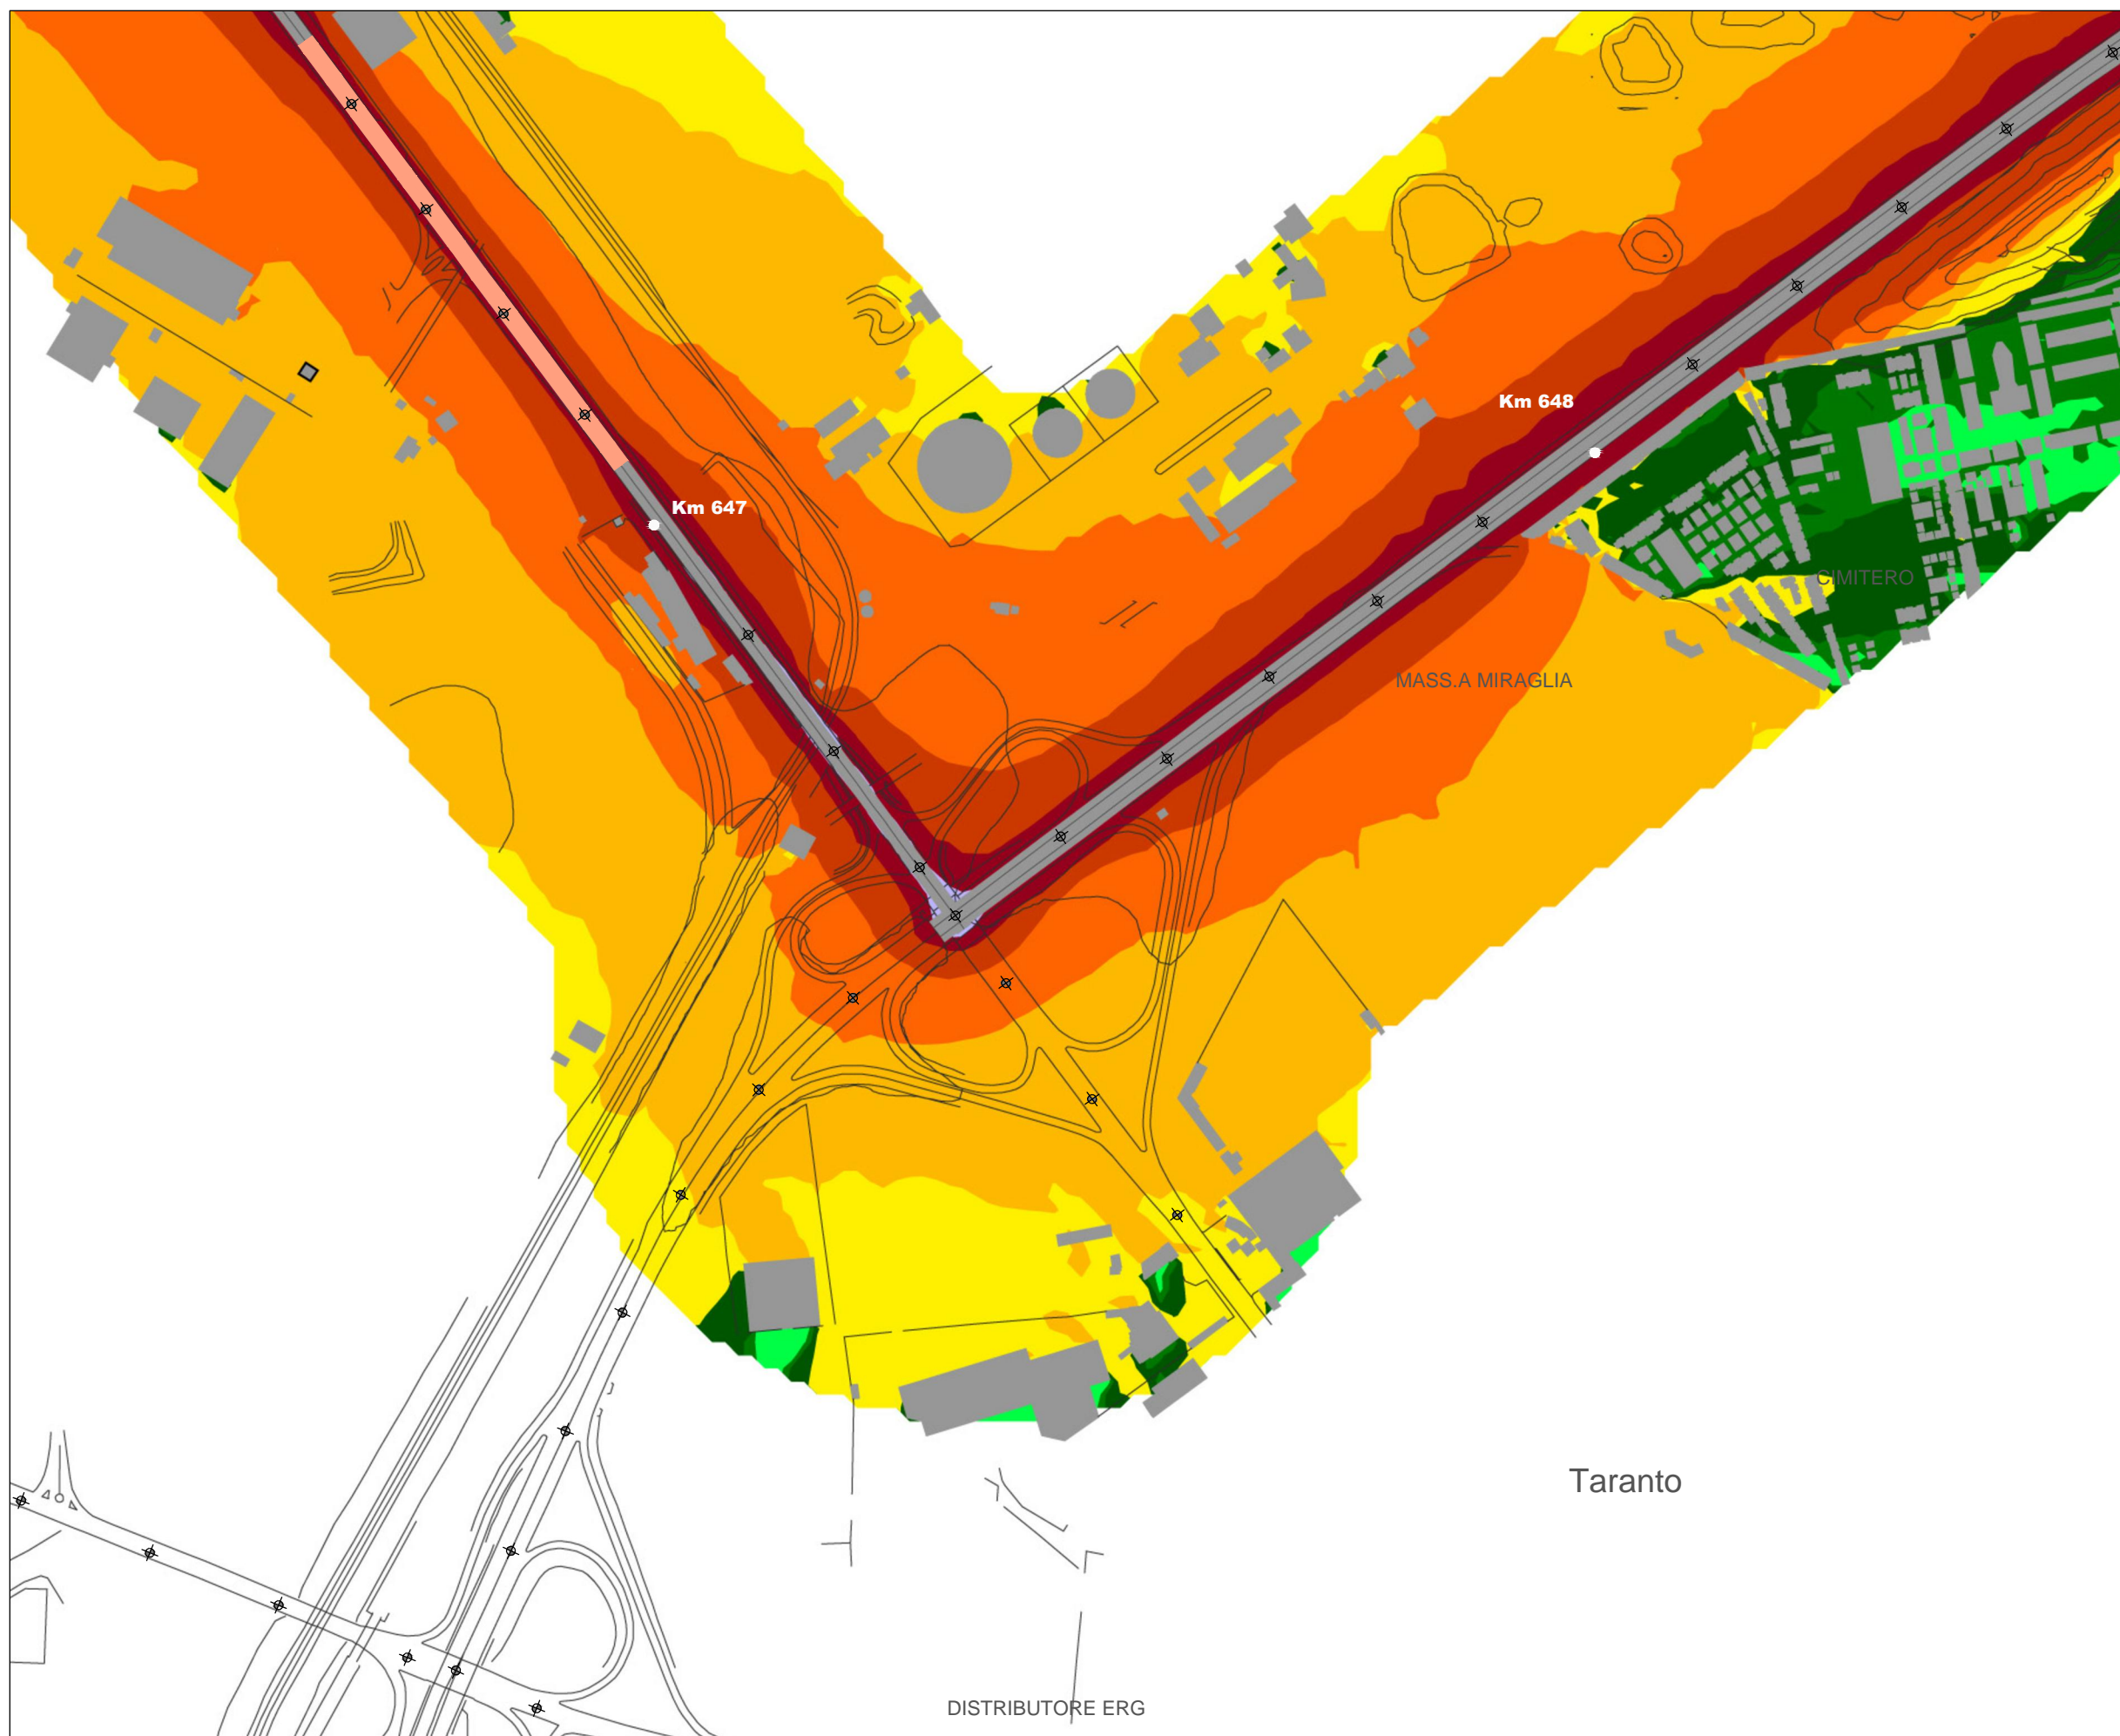 Km 648
Km 647
CIMITERO
MASS.A MIRAGLIA
Taranto
DISTRIBUTORE ERG